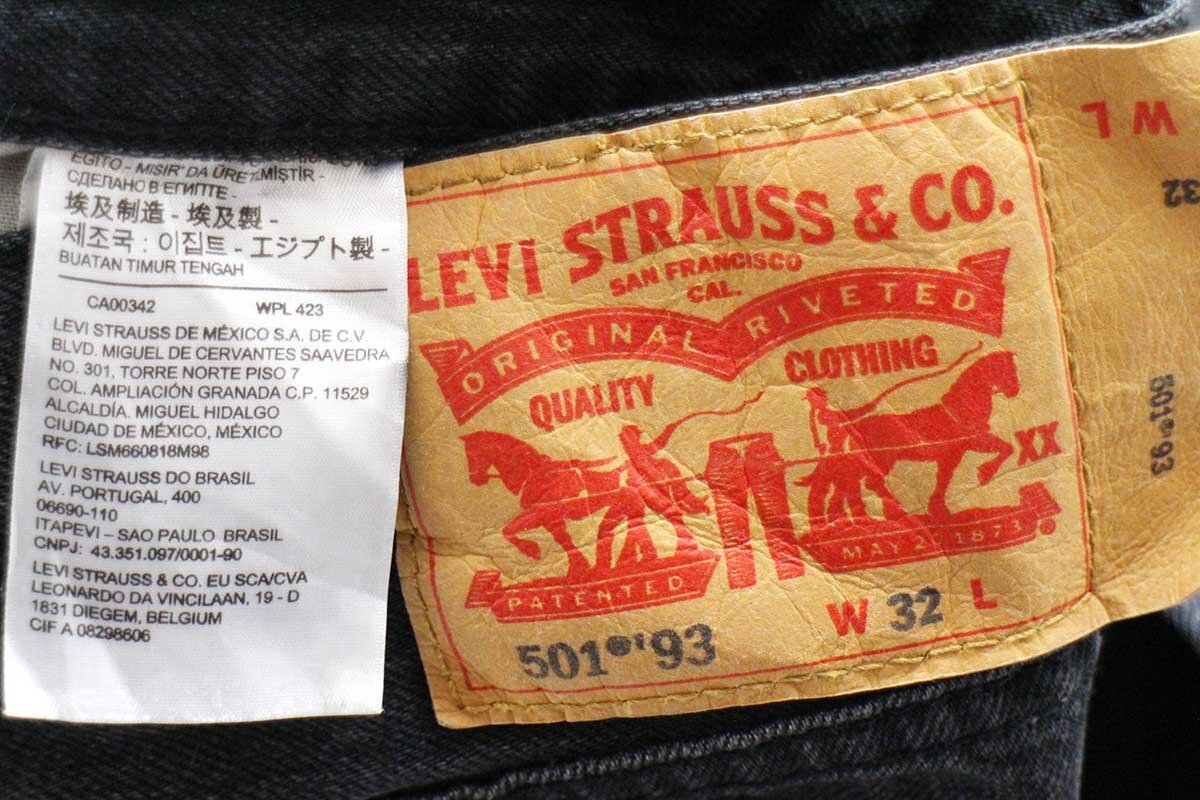 EGITO - MISIR' DA ÜRETİLMİŞTİR -
СДЕЛАНО В ЕГИПТЕ -
埃及制造 - 埃及製 -
제조국 : 이집트 - エジプト製 -
BUATAN TIMUR TENGAH
CA00342 WPL 423
LEVI STRAUSS DE MÉXICO S.A. DE C.V.
BLVD. MIGUEL DE CERVANTES SAAVEDRA
NO. 301, TORRE NORTE PISO 7
COL. AMPLIACIÓN GRANADA C.P. 11529
ALCALDÍA. MIGUEL HIDALGO
CIUDAD DE MÉXICO, MÉXICO
RFC: LSM660818M98
LEVI STRAUSS DO BRASIL
AV. PORTUGAL, 400
06690-110
ITAPEVI – SAO PAULO BRASIL
CNPJ: 43.351.097/0001-90
LEVI STRAUSS & CO. EU SCA/CVA
LEONARDO DA VINCILAAN, 19 - D
1831 DIEGEM, BELGIUM
CIF A 08298606
LEVI STRAUSS & CO.
SAN FRANCISCO
CAL.
ORIGINAL RIVETED
QUALITY CLOTHING
XX
PATENTED MAY 20 1873
501®'93 W 32 L
W L
32
501®'93